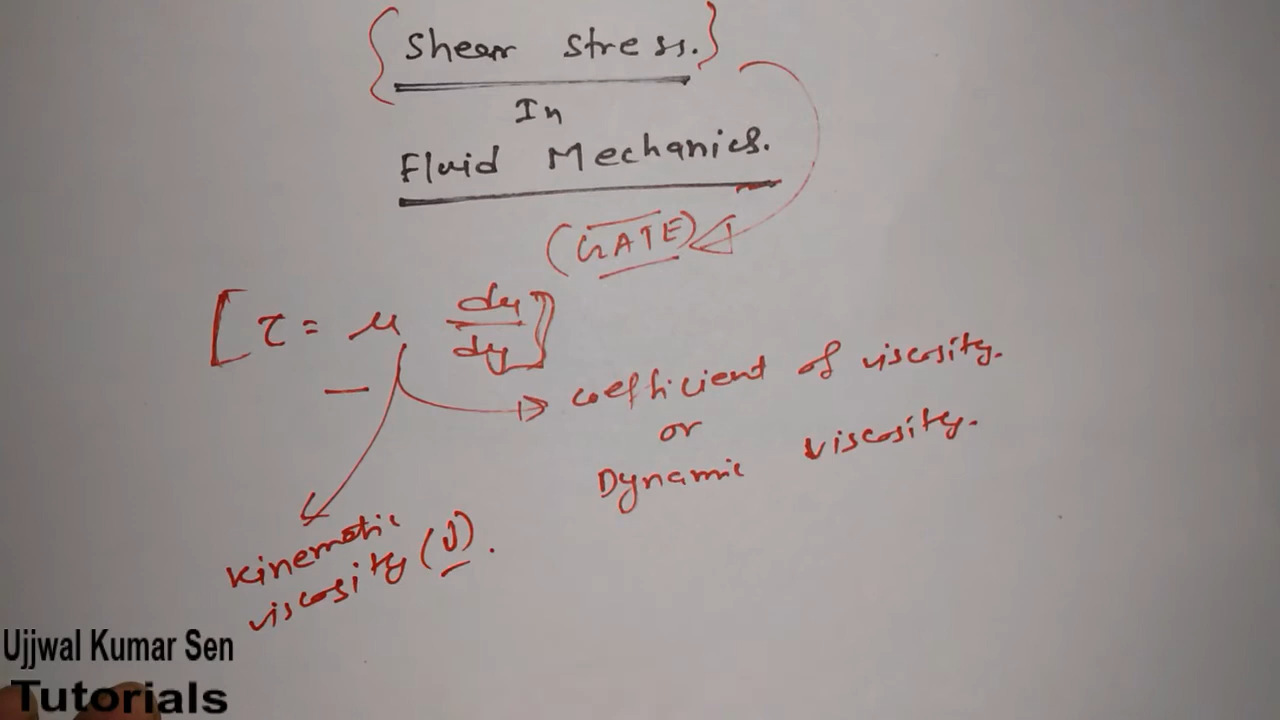 {Shear stress.}
In
Fluid Mechanics.
(GATE)
[τ = μ du/dy]
coefficient of viscosity.
or
Dynamic viscosity.
Kinematic
viscosity (ν).
Ujjwal Kumar Sen
Tutorials